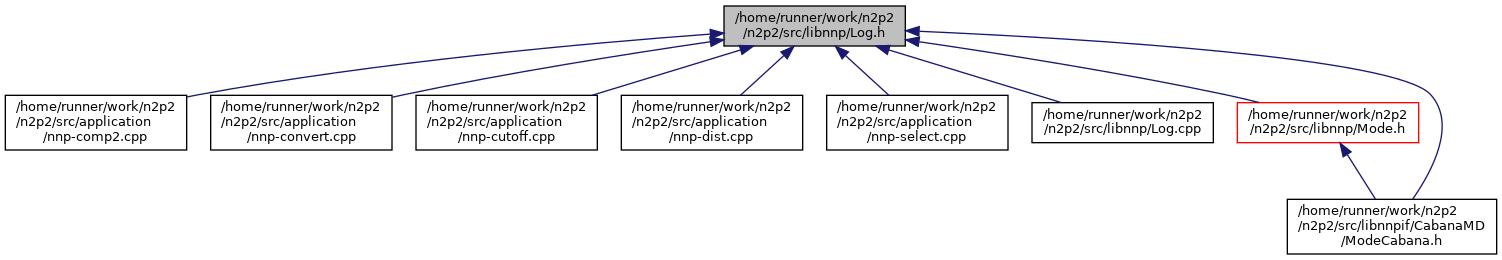 /home/runner/work/n2p2
/n2p2/src/libnnp/Log.h
/home/runner/work/n2p2
/n2p2/src/application
/nnp-comp2.cpp
/home/runner/work/n2p2
/n2p2/src/application
/nnp-convert.cpp
/home/runner/work/n2p2
/n2p2/src/application
/nnp-cutoff.cpp
/home/runner/work/n2p2
/n2p2/src/application
/nnp-dist.cpp
/home/runner/work/n2p2
/n2p2/src/application
/nnp-select.cpp
/home/runner/work/n2p2
/n2p2/src/libnnp/Log.cpp
/home/runner/work/n2p2
/n2p2/src/libnnp/Mode.h
/home/runner/work/n2p2
/n2p2/src/libnnpif/CabanaMD
/ModeCabana.h